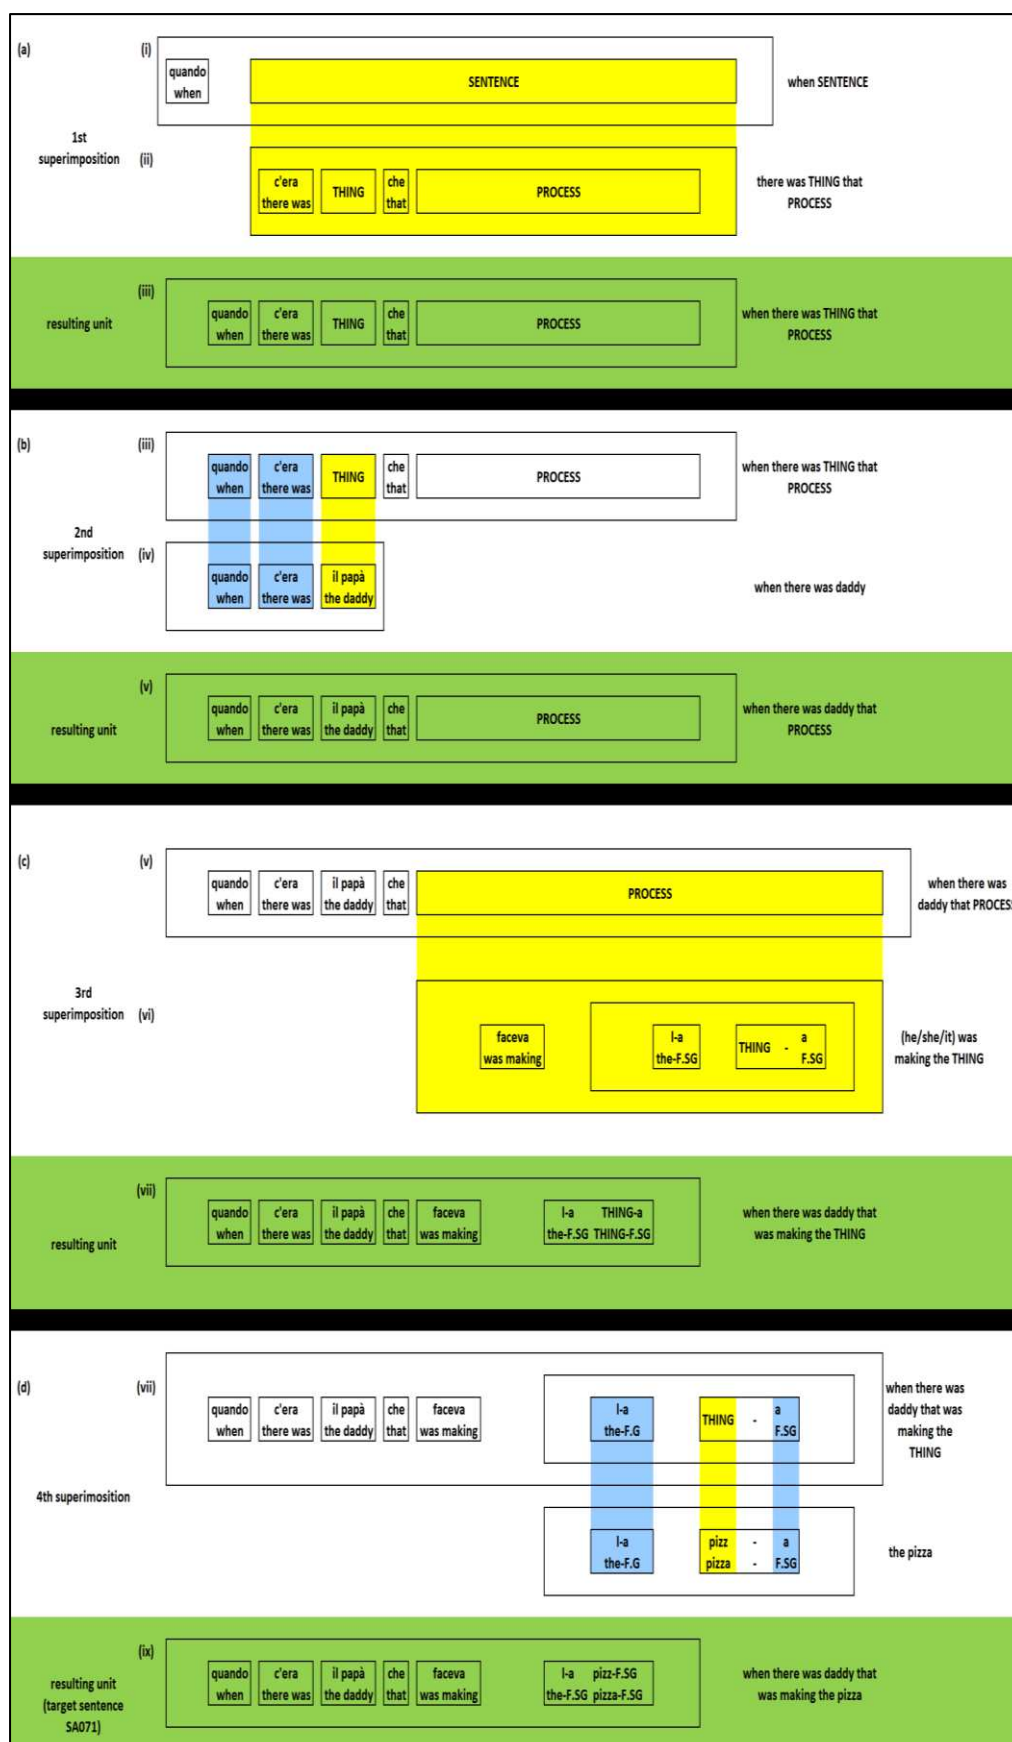 (a) (i)
quando
when
SENTENCE
when SENTENCE
1st
superimposition
(ii)
c'era
there was
THING
che
that
PROCESS
there was THING that
PROCESS
(iii)
resulting unit
quando
when
c'era
there was
THING
che
that
PROCESS
when there was THING that
PROCESS
(b) (iii)
quando
when
c'era
there was
THING
che
that
PROCESS
when there was THING that
PROCESS
2nd
superimposition
(iv)
quando
when
c'era
there was
il papà
the daddy
when there was daddy
(v)
resulting unit
quando
when
c'era
there was
il papà
the daddy
che
that
PROCESS
when there was daddy that
PROCESS
(c) (v)
quando
when
c'era
there was
il papà
the daddy
che
that
PROCESS
when there was
daddy that PROCESS
3rd
superimposition
(vi)
faceva
was making
l-a
the-F.SG
THING - a
F.SG
(he/she/it) was
making the THING
(vii)
resulting unit
quando
when
c'era
there was
il papà
the daddy
che
that
faceva
was making
l-a THING-a
the-F.SG THING-F.SG
when there was daddy that
was making the THING
(d) (vii)
quando
when
c'era
there was
il papà
the daddy
che
that
faceva
was making
l-a
the-F.G
THING - a
F.SG
when there was
daddy that was
making the
THING
4th superimosition
l-a
the-F.G
pizz - a
pizza - F.SG
the pizza
(ix)
resulting unit
(target sentence
SA071)
quando
when
c'era
there was
il papà
the daddy
che
that
faceva
was making
l-a pizz-F.SG
the-F.SG pizza-F.SG
when there was daddy that
was making the pizza